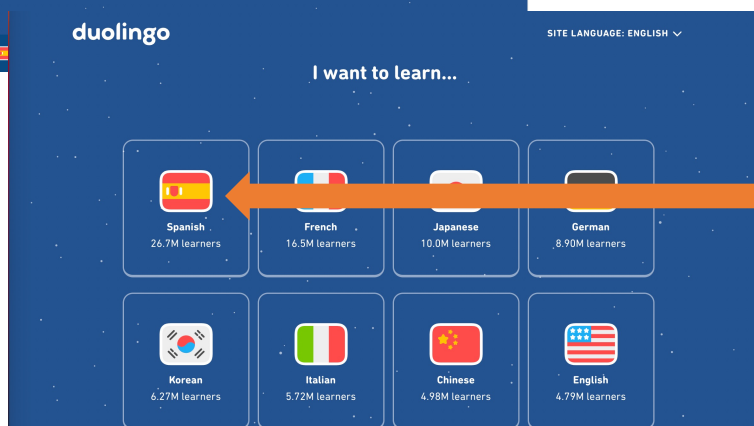 duolingo
SITE LANGUAGE: ENGLISH
I want to learn...
Spanish
26.7M learners
French
16.5M learners
Japanese
10.0M learners
German
8.90M learners
Korean
6.27M learners
Italian
5.72M learners
Chinese
4.98M learners
English
4.79M learners